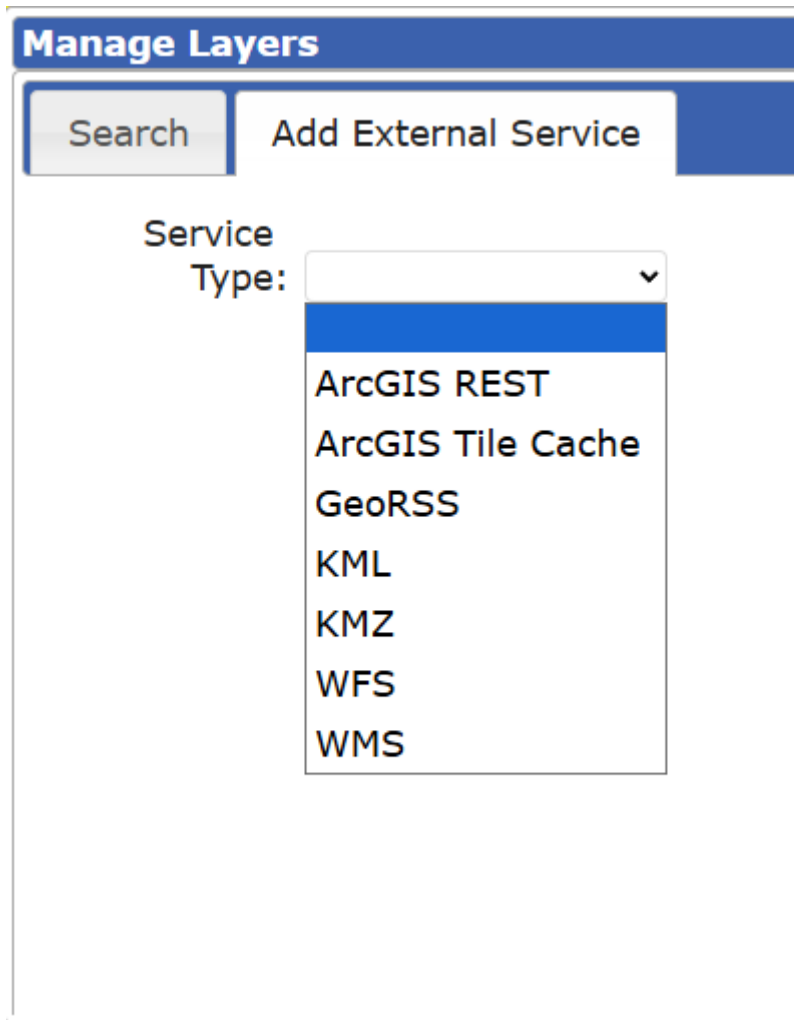 Manage Layers
Search Add External Service
Service
Type:
ArcGIS REST
ArcGIS Tile Cache
GeoRSS
KML
KMZ
WFS
WMS